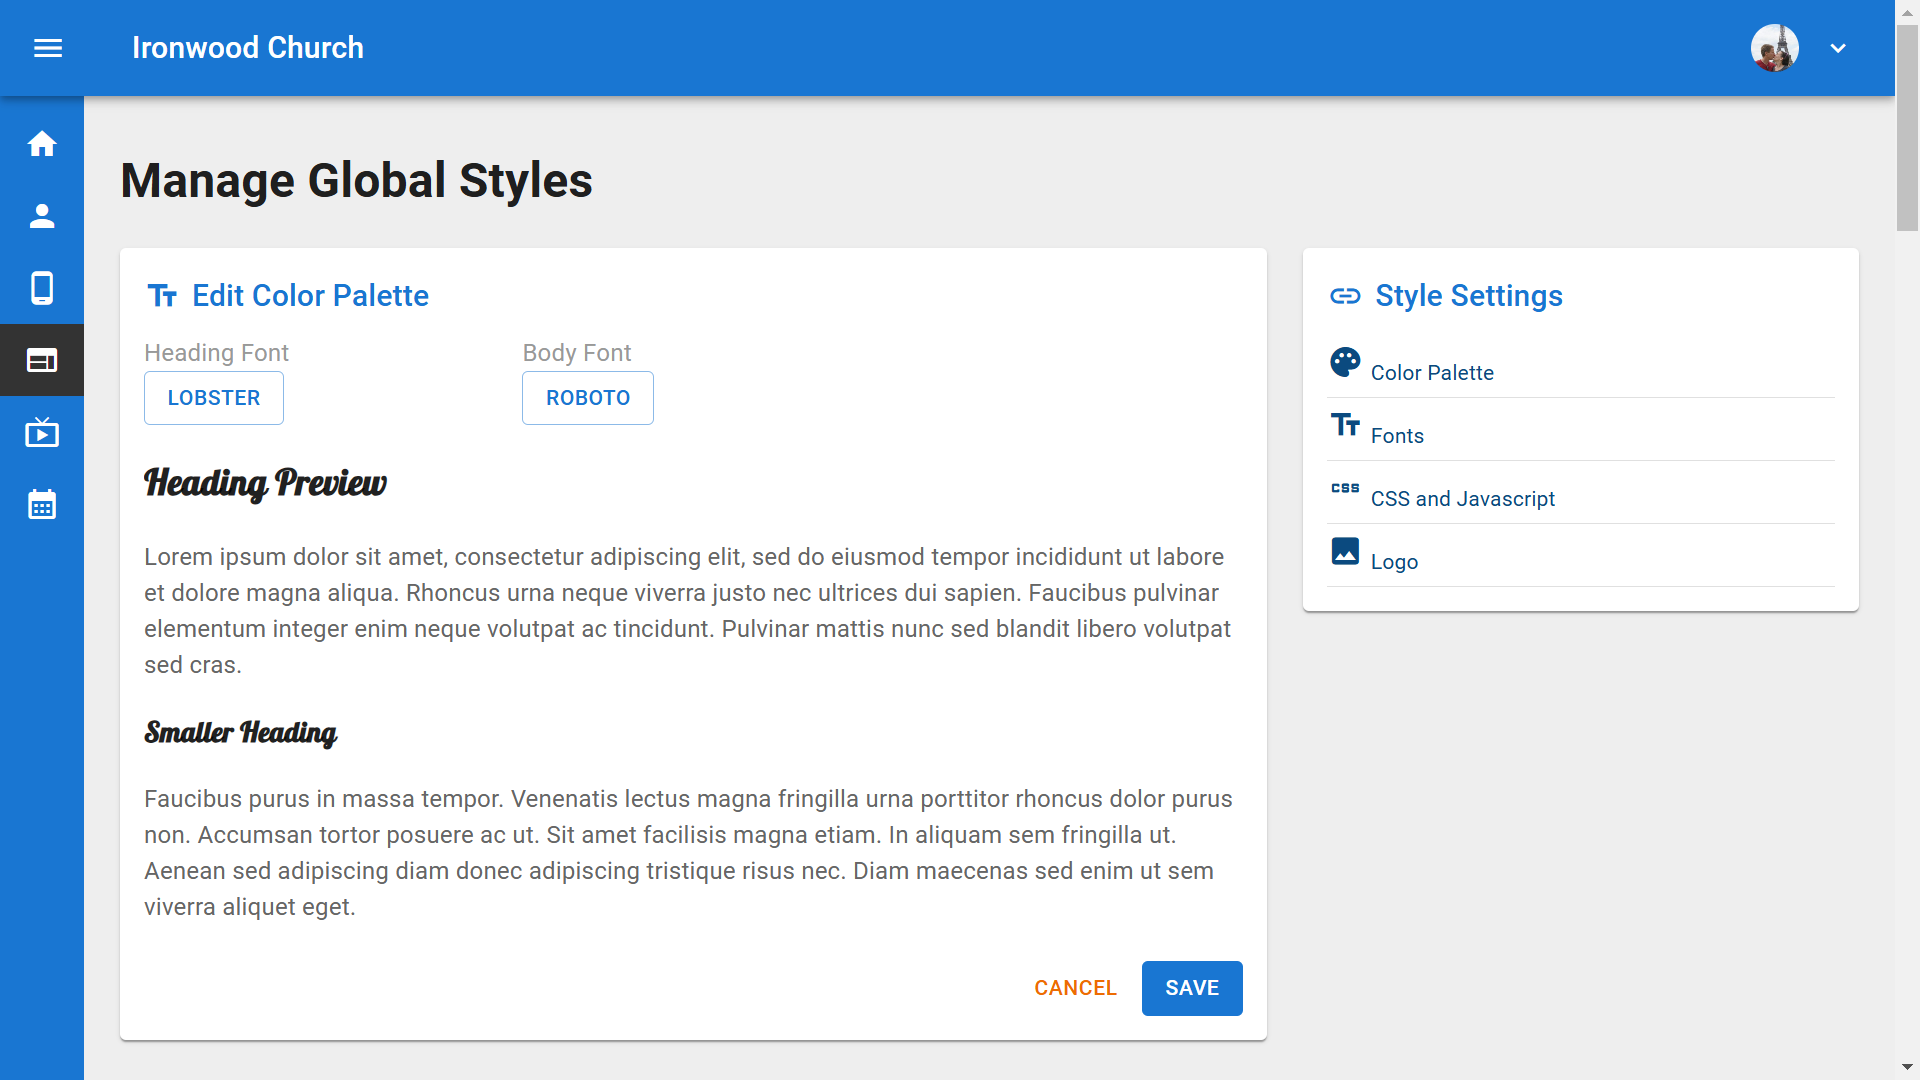 Ironwood Church
Manage Global Styles
Edit Color Palette
Heading Font
Body Font
LOBSTER
ROBOTO
Heading Preview
Lorem ipsum dolor sit amet, consectetur adipiscing elit, sed do eiusmod tempor incididunt ut labore
et dolore magna aliqua. Rhoncus urna neque viverra justo nec ultrices dui sapien. Faucibus pulvinar
elementum integer enim neque volutpat ac tincidunt. Pulvinar mattis nunc sed blandit libero volutpat
sed cras.
Smaller Heading
Faucibus purus in massa tempor. Venenatis lectus magna fringilla urna porttitor rhoncus dolor purus
non. Accumsan tortor posuere ac ut. Sit amet facilisis magna etiam. In aliquam sem fringilla ut.
Aenean sed adipiscing diam donec adipiscing tristique risus nec. Diam maecenas sed enim ut sem
viverra aliquet eget.
CANCEL
SAVE
Style Settings
Color Palette
Fonts
CSS and Javascript
Logo